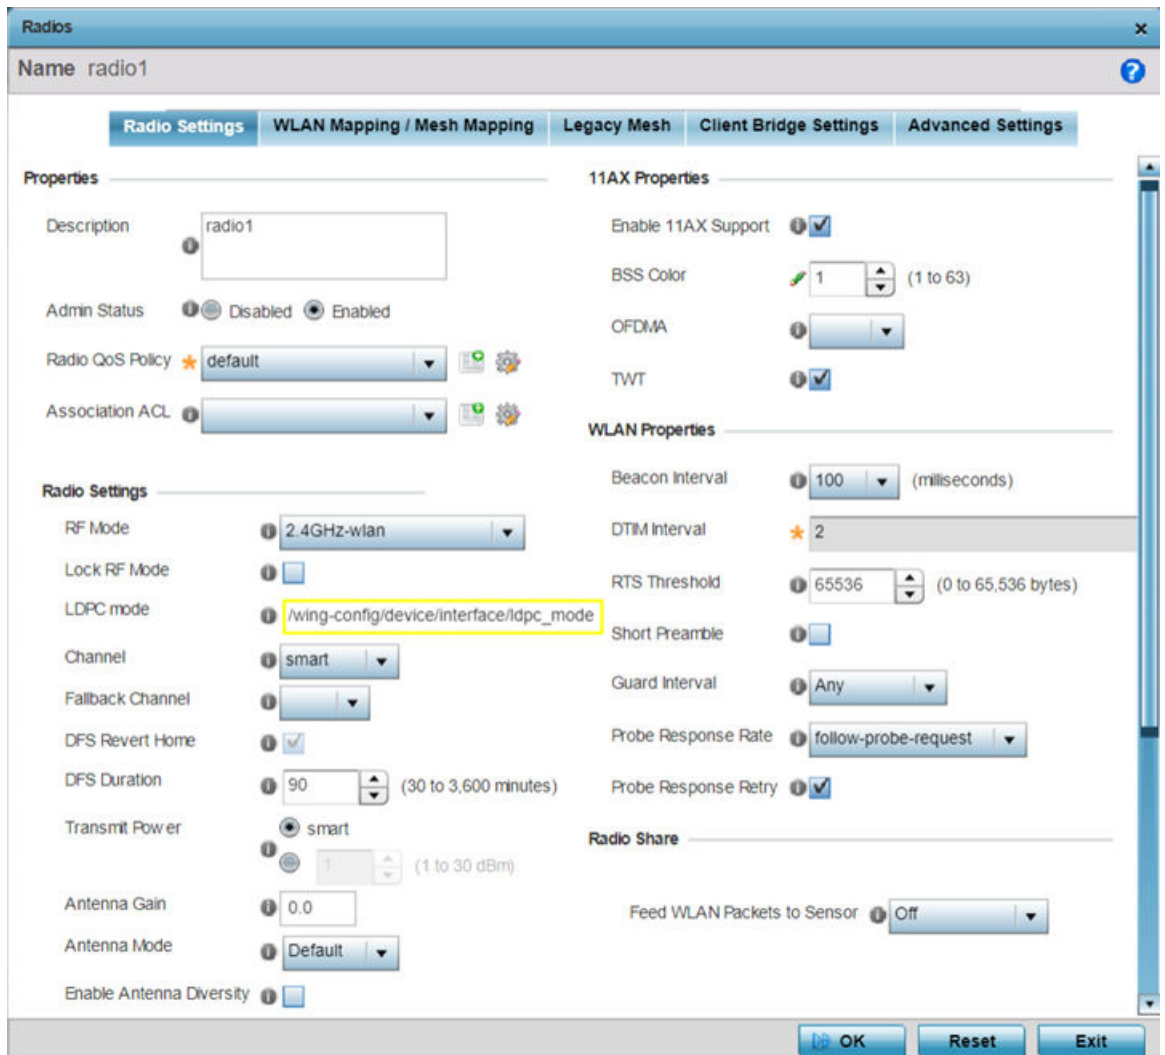 Radios
Name radio1
Radio Settings
WLAN Mapping / Mesh Mapping
Legacy Mesh
Client Bridge Settings
Advanced Settings
Properties
Description radio1
Admin Status Disabled Enabled
Radio QoS Policy default
Association ACL
Radio Settings
RF Mode 2.4GHz-wlan
Lock RF Mode
LDPC mode /wing-config/device/interface/ldpc_mode
Channel smart
Fallback Channel
DFS Revert Home
DFS Duration 90 (30 to 3,600 minutes)
Transmit Power smart
1 (1 to 30 dBm)
Antenna Gain 0.0
Antenna Mode Default
Enable Antenna Diversity
11AX Properties
Enable 11AX Support
BSS Color 1 (1 to 63)
OFDMA
TWT
WLAN Properties
Beacon Interval 100 (milliseconds)
DTIM Interval 2
RTS Threshold 65536 (0 to 65,536 bytes)
Short Preamble
Guard Interval Any
Probe Response Rate follow-probe-request
Probe Response Retry
Radio Share
Feed WLAN Packets to Sensor Off
OK
Reset
Exit